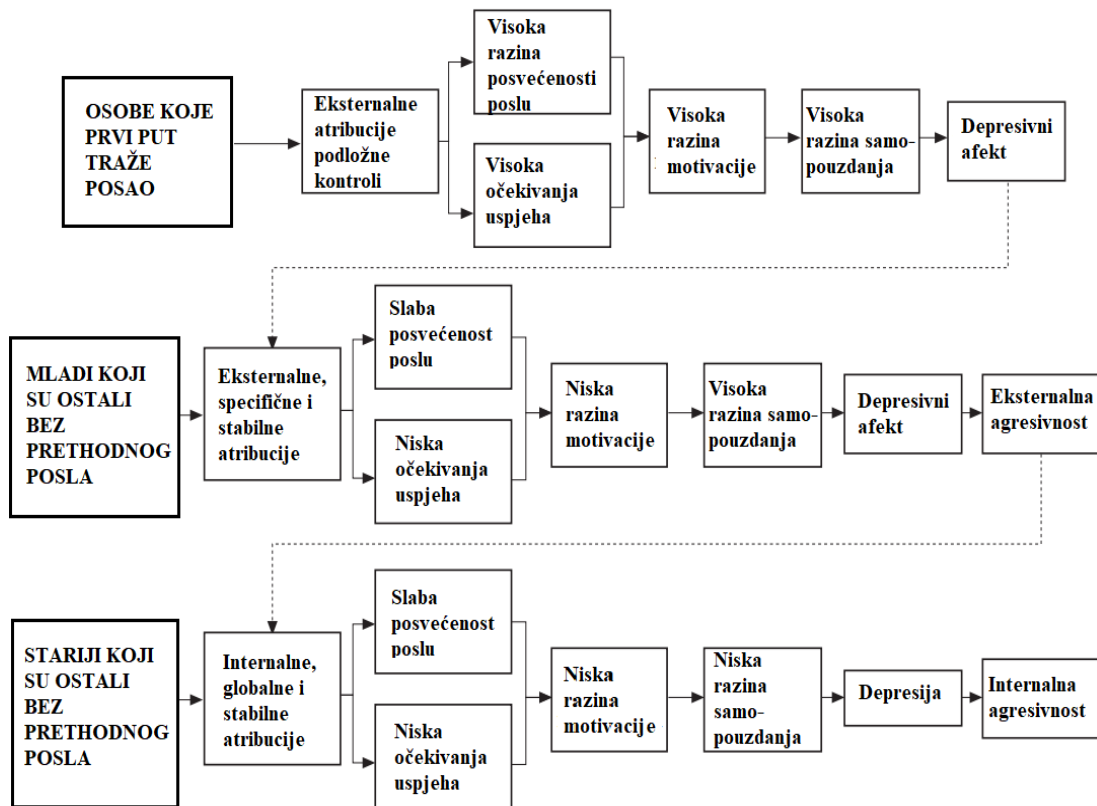 OSOBE KOJE
PRVI PUT
TRAŽE
POSAO
Eksternalne
atribucije
podložne
kontroli
Visoka
razina
posvećenosti
poslu
Visoka
očekivanja
uspjeha
Visoka
razina
motivacije
Visoka
razina samo-
pouzdanja
Depresivni
afekt
MLADI KOJI
SU OSTALI
BEZ
PRETHODNOG
POSLA
Eksternalne,
specifične i
stabilne
atribucije
Slaba
posvećenost
poslu
Niska
očekivanja
uspjeha
Niska
razina
motivacije
Visoka
razina samo-
pouzdanja
Depresivni
afekt
Eksternalna
agresivnost
STARIJI KOJI
SU OSTALI
BEZ
PRETHODNOG
POSLA
Internalne,
globalne i
stabilne
atribucije
Slaba
posvećenost
poslu
Niska
očekivanja
uspjeha
Niska
razina
motivacije
Niska
razina
samo-
pouzdanja
Depresija
Internalna
agresivnost